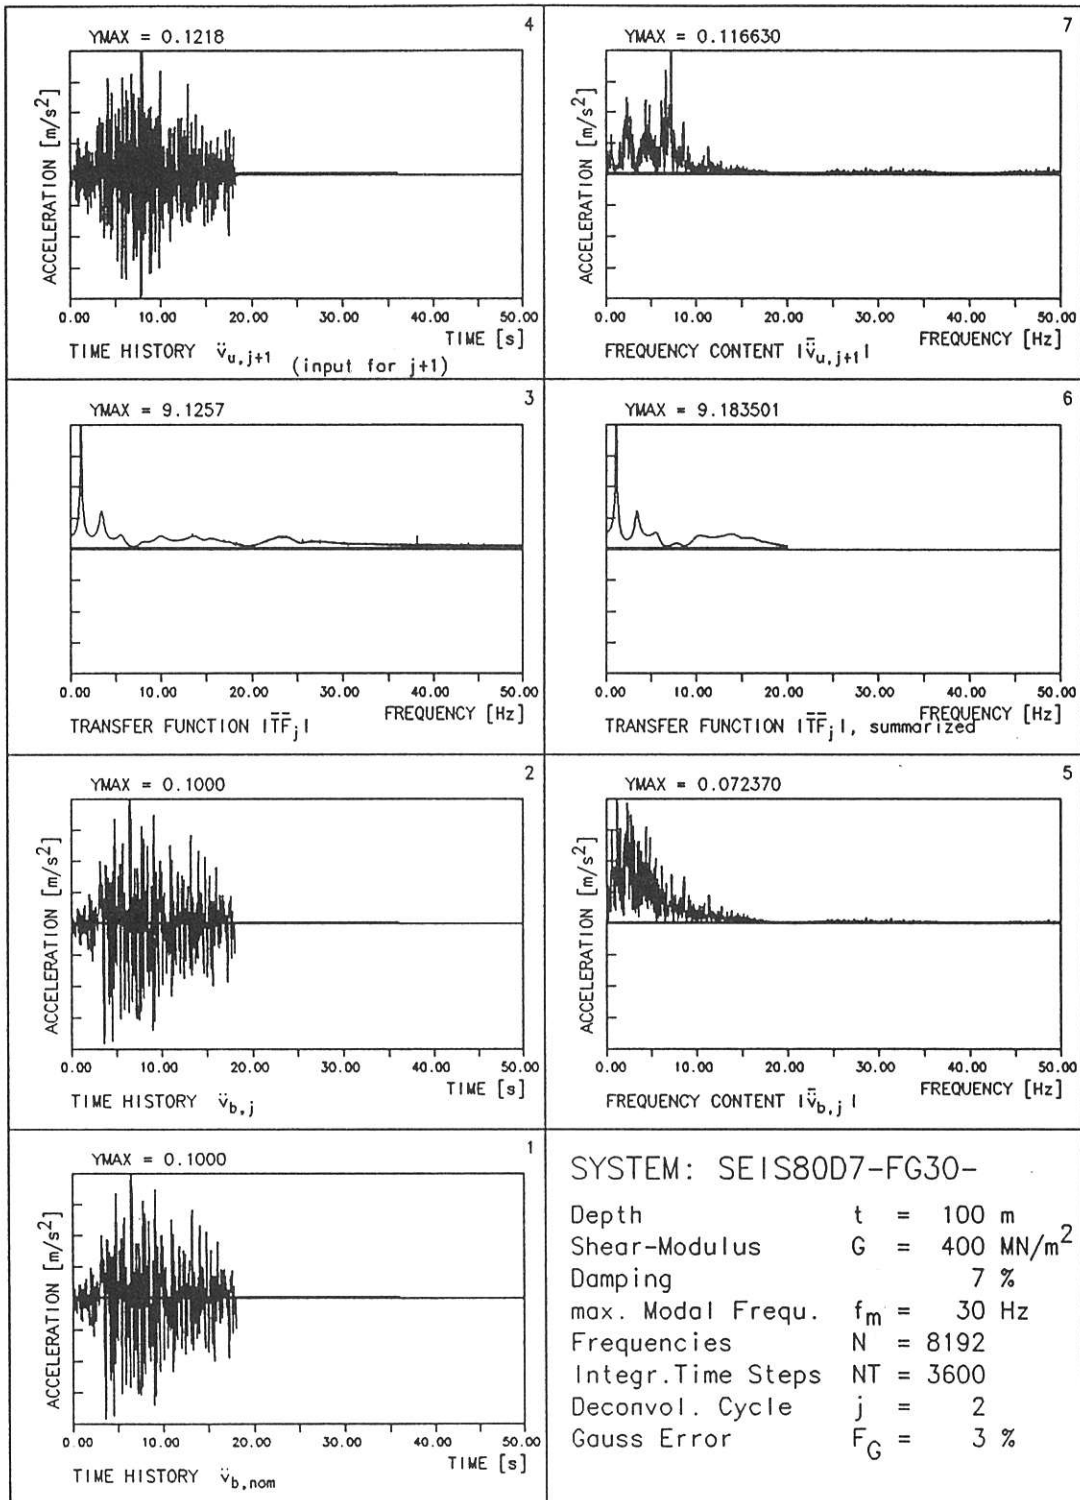 4
YMAX = 0.1218
ACCELERATION [m/s²]
0.00 10.00 20.00 30.00 40.00 50.00
TIME [s]
TIME HISTORY v̈u,j+1 (input for j+1)
7
YMAX = 0.116630
ACCELERATION [m/s²]
0.00 10.00 20.00 30.00 40.00 50.00
FREQUENCY [Hz]
FREQUENCY CONTENT |v̈̄u,j+1|
3
YMAX = 9.1257
0.00 10.00 20.00 30.00 40.00 50.00
FREQUENCY [Hz]
TRANSFER FUNCTION |T̄F̄j|
6
YMAX = 9.183501
0.00 10.00 20.00 30.00 40.00 50.00
FREQUENCY [Hz]
TRANSFER FUNCTION |T̄F̄j|, summarized
2
YMAX = 0.1000
ACCELERATION [m/s²]
0.00 10.00 20.00 30.00 40.00 50.00
TIME [s]
TIME HISTORY v̈b,j
5
YMAX = 0.072370
ACCELERATION [m/s²]
0.00 10.00 20.00 30.00 40.00 50.00
FREQUENCY [Hz]
FREQUENCY CONTENT |v̈̄b,j|
1
YMAX = 0.1000
ACCELERATION [m/s²]
0.00 10.00 20.00 30.00 40.00 50.00
TIME [s]
TIME HISTORY v̈b,nom
SYSTEM: SEIS80D7-FG30-
Depth t = 100 m
Shear-Modulus G = 400 MN/m²
Damping 7 %
max. Modal Frequ. fm = 30 Hz
Frequencies N = 8192
Integr.Time Steps NT = 3600
Deconvol. Cycle j = 2
Gauss Error FG = 3 %